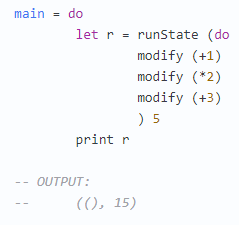 main = do
        let r = runState (do
                modify (+1)
                modify (*2)
                modify (+3)
                ) 5
        print r

-- OUTPUT:
--      ((), 15)